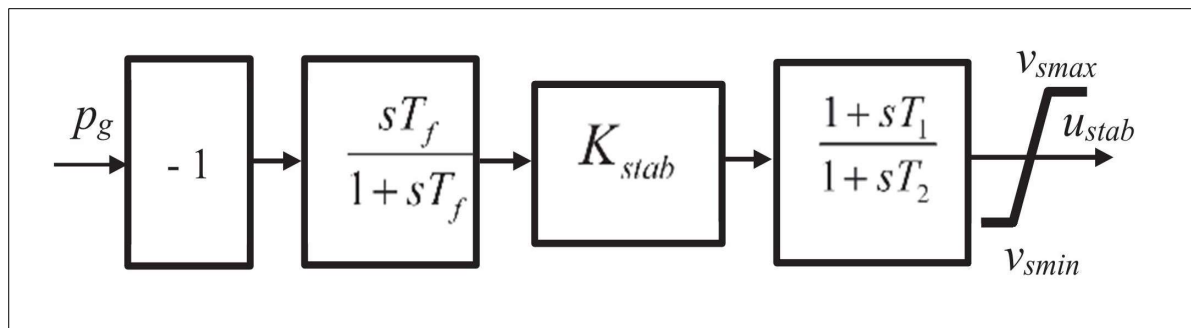 p_g
- 1
sT_f
1 + sT_f
K_stab
1 + sT_1
1 + sT_2
v_smax
u_stab
v_smin